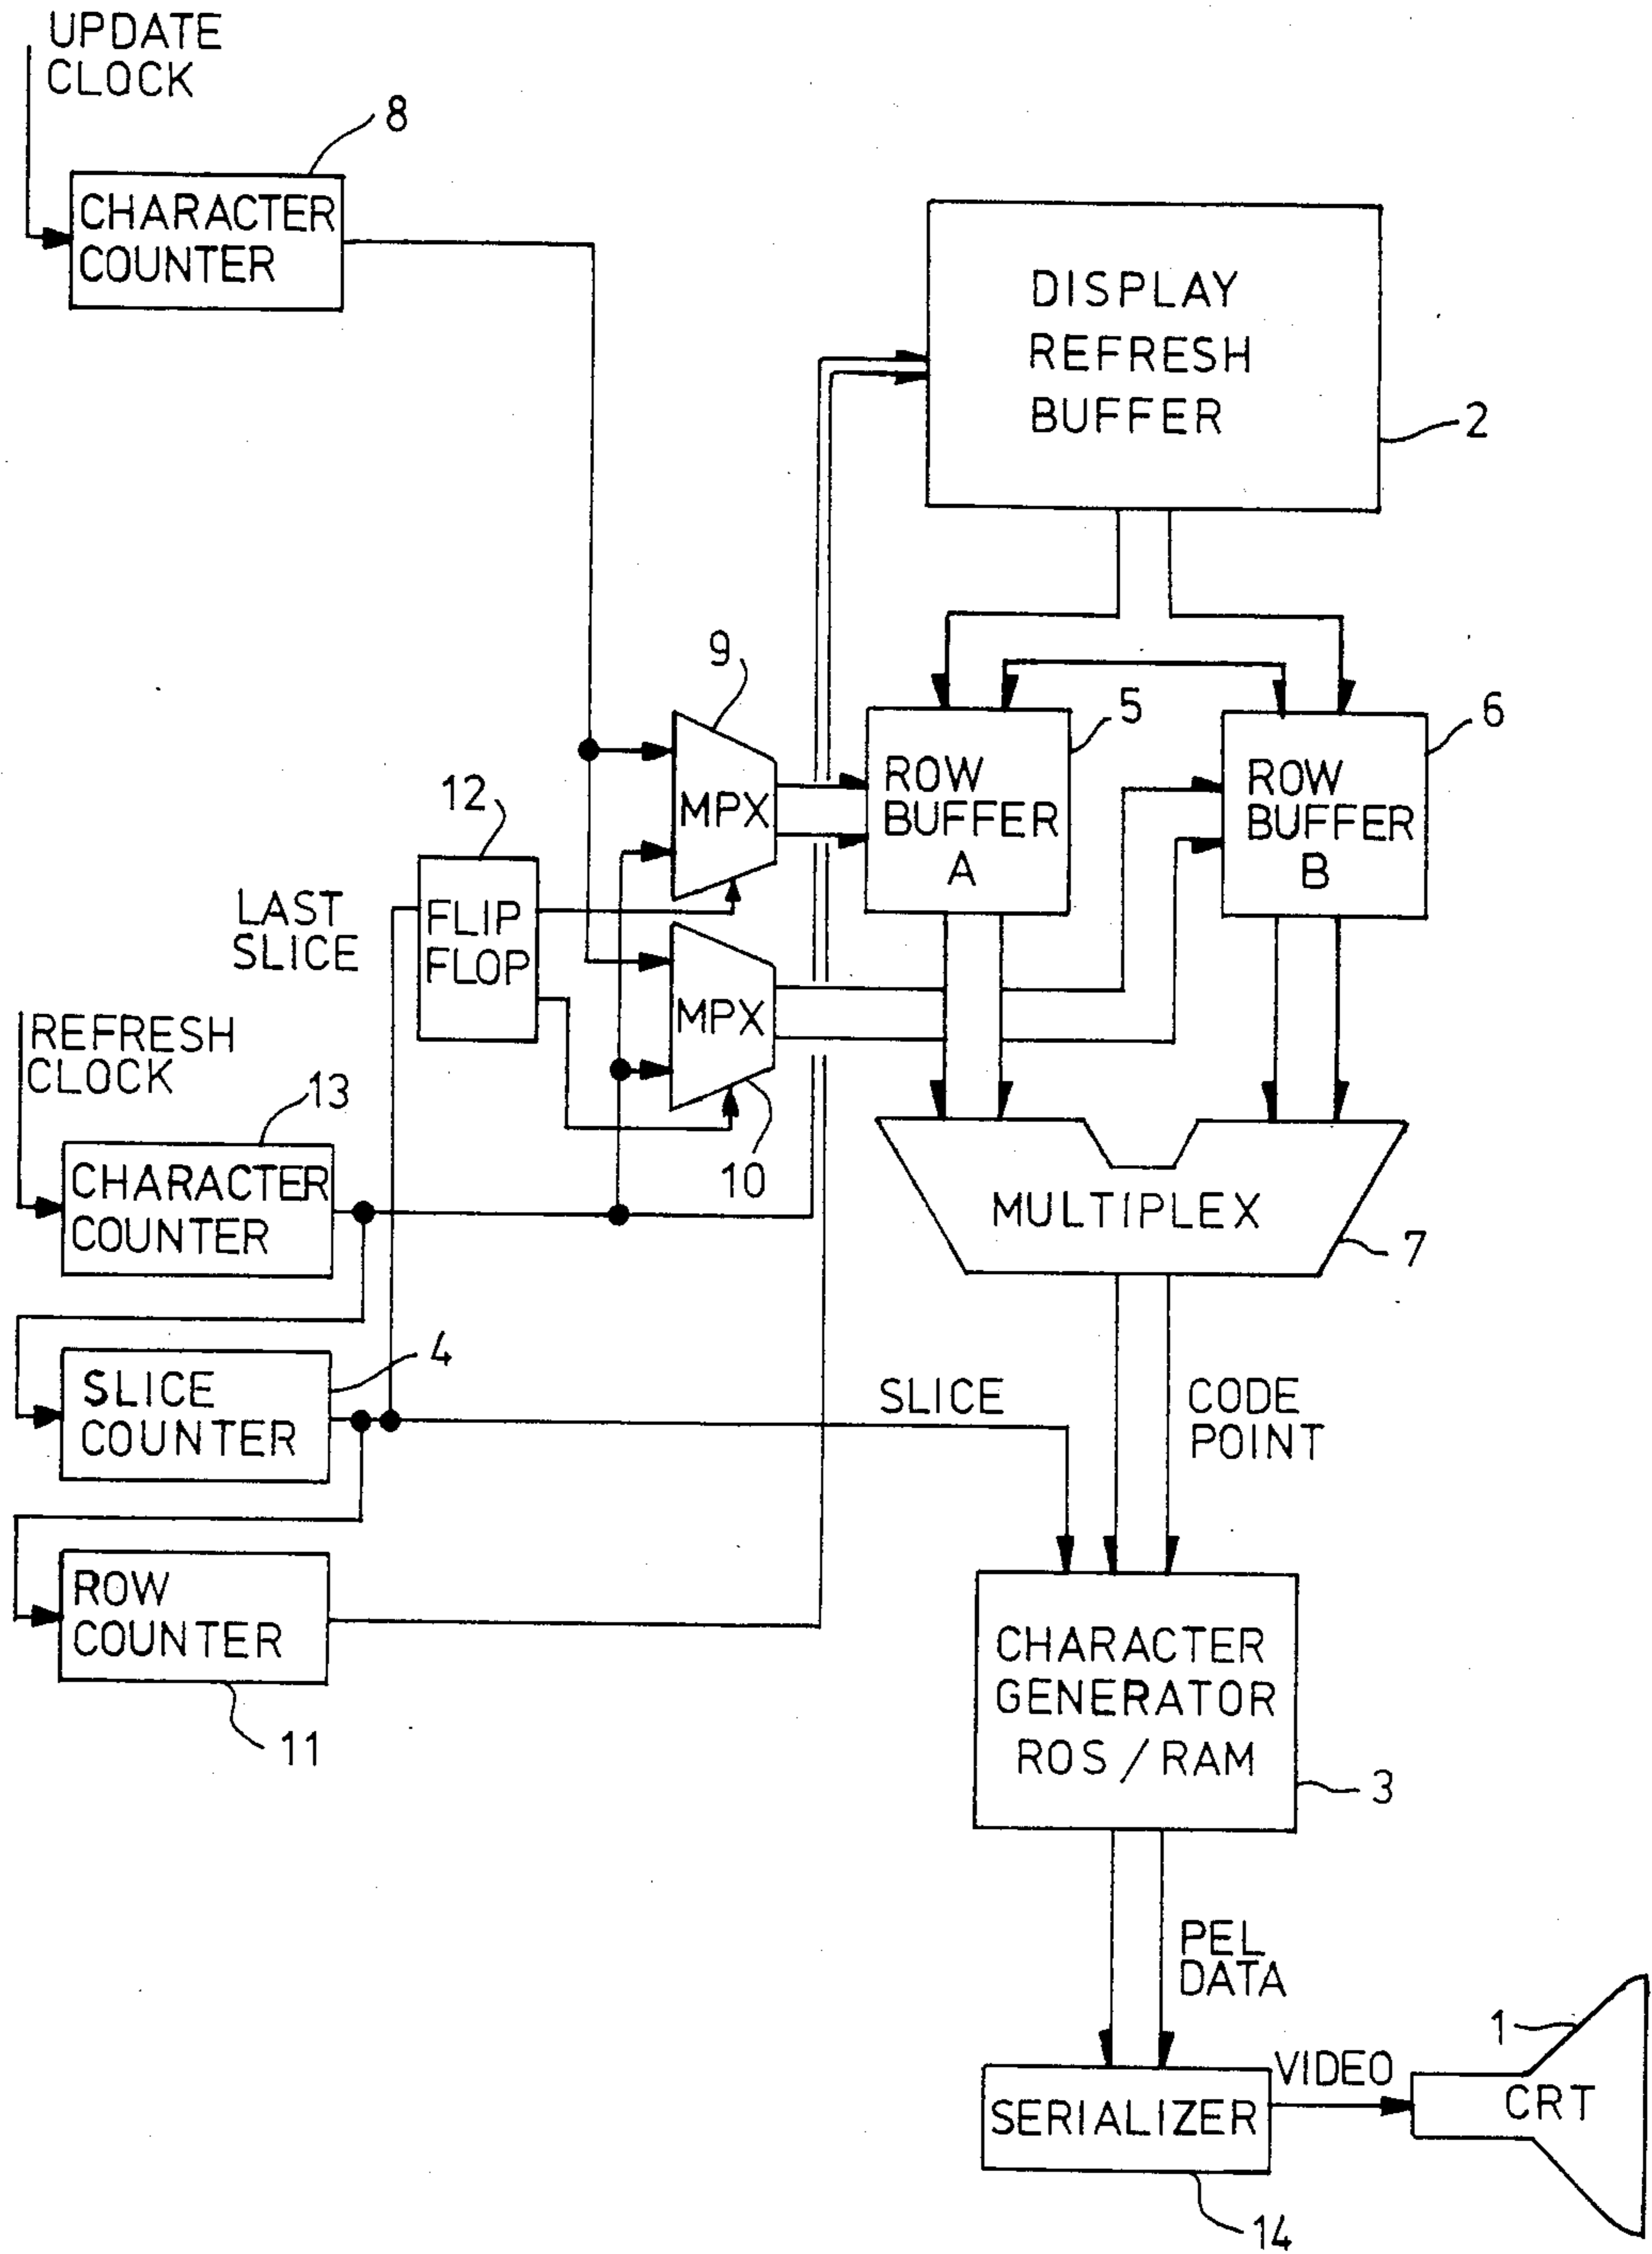 UPDATE
CLOCK
8
CHARACTER
COUNTER
DISPLAY
REFRESH
BUFFER
2
9
5
6
ROW
BUFFER
A
ROW
BUFFER
B
12
MPX
LAST
SLICE
FLIP
FLOP
MPX
REFRESH
CLOCK
13
10
CHARACTER
COUNTER
MULTIPLEX
7
4
SLICE
COUNTER
SLICE
CODE
POINT
ROW
COUNTER
11
CHARACTER
GENERATOR
ROS / RAM
3
PEL
DATA
1
VIDEO
CRT
SERIALIZER
14